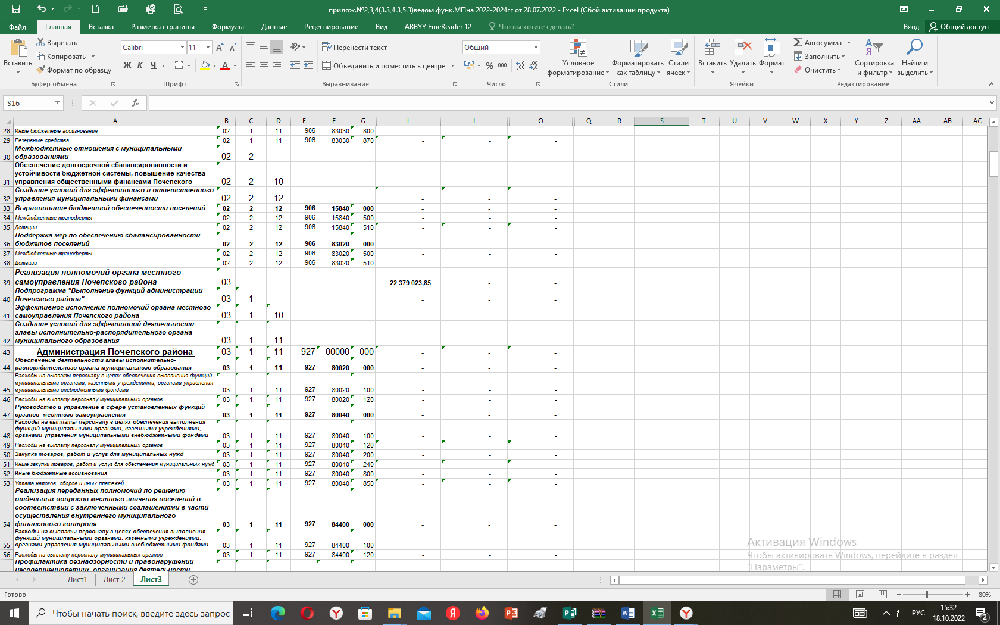 прилож.№2,3,4(3.3,4.3,5.3)ведом.функ.МПна 2022-2024гг от 28.07.2022 - Excel (Сбой активации продукта)
Файл Главная Вставка Разметка страницы Формулы Данные Рецензирование Вид ABBYY FineReader 12 Что вы хотите сделать? Вход Общий доступ
Вставить
Вырезать
Копировать
Формат по образцу
Буфер обмена
Calibri 11
Ж К Ч
Шрифт
Перенести текст
Объединить и поместить в центре
Выравнивание
Общий
% 000
Число
Условное форматирование
Форматировать как таблицу
Стили ячеек
Стили
Вставить Удалить Формат
Ячейки
Автосумма
Заполнить
Очистить
Сортировка и фильтр
Найти и выделить
Редактирование
S16 fx
A B C D E F G I L O Q R S T U V W X Y Z AA AB AC
28 Иные бюджетные ассигнования 02 1 11 906 83030 800 - - -
29 Резервные средства 02 1 11 906 83030 870 - - -
Межбюджетные отношения с муниципальными
30 образованиями 02 2 - - -
Обеспечение долгосрочной сбалансированности и
устойчивости бюджетной системы, повышение качества
31 управления общественными финансами Почепского 02 2 10 - - -
Создание условий для эффективного и ответственного
32 управления муниципальными финансами 02 2 12 - - -
33 Выравнивание бюджетной обеспеченности поселений 02 2 12 906 15840 000 - - -
34 Межбюджетные трансферты 02 2 12 906 15840 500 - - -
35 Дотации 02 2 12 906 15840 510 - - -
Поддержка мер по обеспечению сбалансированности
36 бюджетов поселений 02 2 12 906 83020 000 - - -
37 Межбюджетные трансферты 02 2 12 906 83020 500 - - -
38 Дотации 02 2 12 906 83020 510 - - -
Реализация полномочий органа местного
39 самоуправления Почепского района 03 22 379 023,85 - -
Подпрограмма "Выполнение функций администрации
40 Почепского района" 03 1 - - -
Эффективное исполнение полномочий органа местного
41 самоуправления Почепского района 03 1 10 - - -
Создание условий для эффективной деятельности
главы исполнительно-распорядительного органа
42 муниципального образования 03 1 11 - - -
43 Администрация Почепского района 03 1 11 927 00000 000 - - -
Обеспечение деятельности главы исполнительно-
44 распорядительного органа муниципального образования 03 1 11 927 80020 000 - - -
Расходы на выплаты персоналу в целях обеспечения выполнения функций
муниципальными органами, казенными учреждениями, органами управления
45 муниципальными внебюджетными фондами 03 1 11 927 80020 100 - - -
46 Расходы на выплату персоналу муниципальных органов 03 1 11 927 80020 120 - - -
Руководство и управление в сфере установленных функций
47 органов местного самоуправления 03 1 11 927 80040 000 - - -
Расходы на выплаты персоналу в целях обеспечения выполнения
функций муниципальными органами, казенными учреждениями,
48 органами управления муниципальными внебюджетными фондами 03 1 11 927 80040 100 - - -
49 Расходы на выплату персоналу муниципальных органов 03 1 11 927 80040 120 - - -
50 Закупка товаров, работ и услуг для муниципальных нужд 03 1 11 927 80040 200 - - -
51 Иные закупки товаров, работ и услуг для обеспечения муниципальных нужд 03 1 11 927 80040 240 - - -
52 Иные бюджетные ассигнования 03 1 11 927 80040 800 - - -
53 Уплата налогов, сборов и иных платежей 03 1 11 927 80040 850 - - -
Реализация переданных полномочий по решению
отдельных вопросов местного значения поселений в
соответствии с заключенными соглашениями в части
осуществления внутреннего муниципального
54 финансового контроля 03 1 11 927 84400 000 - - -
Расходы на выплаты персоналу в целях обеспечения выполнения
функций муниципальными органами, казенными учреждениями,
55 органами управления муниципальными внебюджетными фондами 03 1 11 927 84400 100 - - -
56 Расходы на выплату персоналу муниципальных органов 03 1 11 927 84400 120 - - -
Профилактика безнадзорности и правонарушений
несовершеннолетних, организация деятельности
Активация Windows
Чтобы активировать Windows, перейдите в раздел
"Параметры".
Лист1 Лист 2 Лист3
Готово 80%
Чтобы начать поиск, введите здесь запрос
РУС
15:32
18.10.2022
2